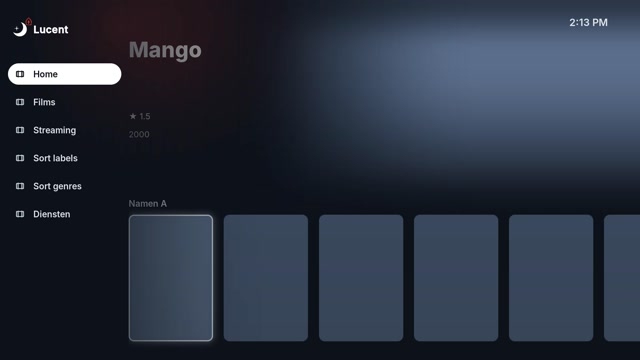 Lucent
2:13 PM
Home
Films
Streaming
Sort labels
Sort genres
Diensten
Mango
★ 1.5
2000
Namen A